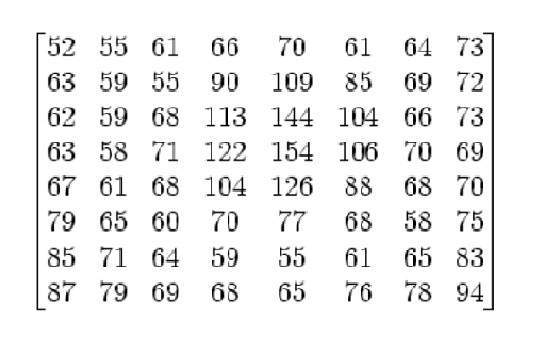 52 55 61 66 70 61 64 73
63 59 55 90 109 85 69 72
62 59 68 113 144 104 66 73
63 58 71 122 154 106 70 69
67 61 68 104 126 88 68 70
79 65 60 70 77 68 58 75
85 71 64 59 55 61 65 83
87 79 69 68 65 76 78 94